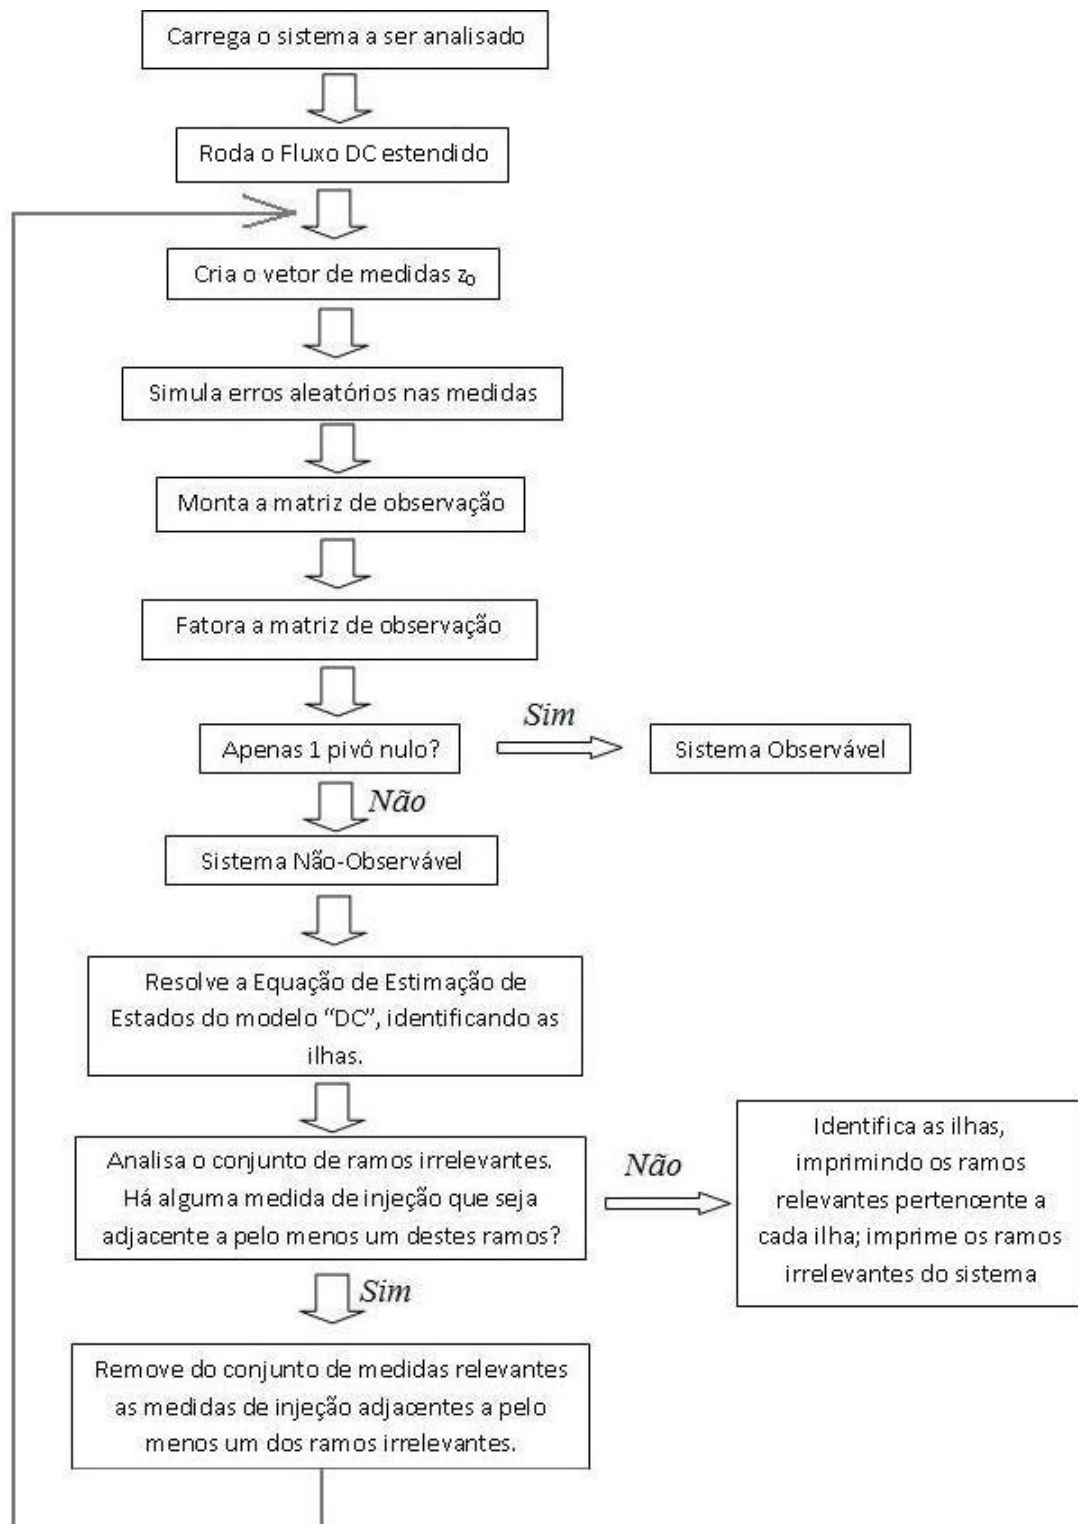 Carrega o sistema a ser analisado
Roda o Fluxo DC estendido
Cria o vetor de medidas z₀
Simula erros aleatórios nas medidas
Monta a matriz de observação
Fatora a matriz de observação
Apenas 1 pivô nulo?
Sim
Sistema Observável
Não
Sistema Não-Observável
Resolve a Equação de Estimação de
Estados do modelo “DC”, identificando as
ilhas.
Analisa o conjunto de ramos irrelevantes.
Há alguma medida de injeção que seja
adjacente a pelo menos um destes ramos?
Não
Identifica as ilhas,
imprimindo os ramos
relevantes pertencente a
cada ilha; imprime os ramos
irrelevantes do sistema
Sim
Remove do conjunto de medidas relevantes
as medidas de injeção adjacentes a pelo
menos um dos ramos irrelevantes.